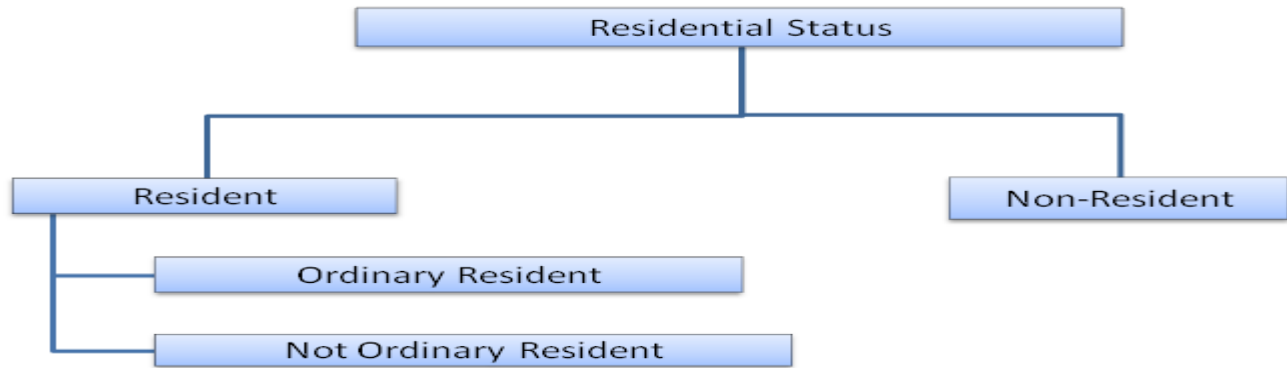 Residential Status
Resident
Non-Resident
Ordinary Resident
Not Ordinary Resident